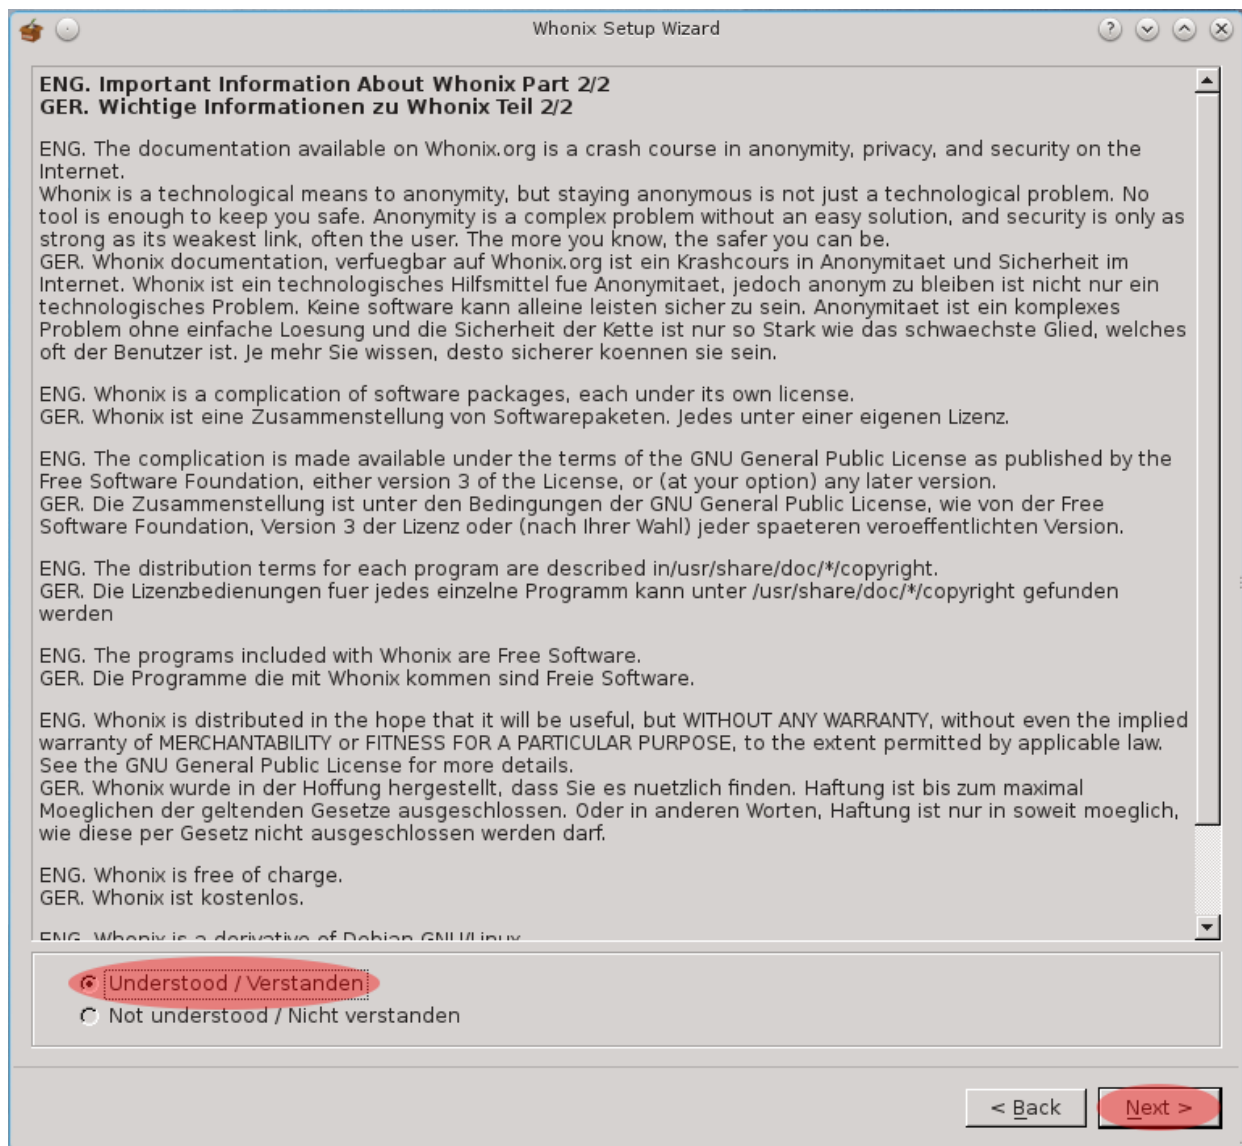 Whonix Setup Wizard
ENG. Important Information About Whonix Part 2/2
GER. Wichtige Informationen zu Whonix Teil 2/2
ENG. The documentation available on Whonix.org is a crash course in anonymity, privacy, and security on the
Internet.
Whonix is a technological means to anonymity, but staying anonymous is not just a technological problem. No
tool is enough to keep you safe. Anonymity is a complex problem without an easy solution, and security is only as
strong as its weakest link, often the user. The more you know, the safer you can be.
GER. Whonix documentation, verfuegbar auf Whonix.org ist ein Krashcours in Anonymitaet und Sicherheit im
Internet. Whonix ist ein technologisches Hilfsmittel fue Anonymitaet, jedoch anonym zu bleiben ist nicht nur ein
technologisches Problem. Keine software kann alleine leisten sicher zu sein. Anonymitaet ist ein komplexes
Problem ohne einfache Loesung und die Sicherheit der Kette ist nur so Stark wie das schwaechste Glied, welches
oft der Benutzer ist. Je mehr Sie wissen, desto sicherer koennen sie sein.
ENG. Whonix is a complication of software packages, each under its own license.
GER. Whonix ist eine Zusammenstellung von Softwarepaketen. Jedes unter einer eigenen Lizenz.
ENG. The complication is made available under the terms of the GNU General Public License as published by the
Free Software Foundation, either version 3 of the License, or (at your option) any later version.
GER. Die Zusammenstellung ist unter den Bedingungen der GNU General Public License, wie von der Free
Software Foundation, Version 3 der Lizenz oder (nach Ihrer Wahl) jeder spaeteren veroeffentlichten Version.
ENG. The distribution terms for each program are described in/usr/share/doc/*/copyright.
GER. Die Lizenzbedienungen fuer jedes einzelne Programm kann unter /usr/share/doc/*/copyright gefunden
werden
ENG. The programs included with Whonix are Free Software.
GER. Die Programme die mit Whonix kommen sind Freie Software.
ENG. Whonix is distributed in the hope that it will be useful, but WITHOUT ANY WARRANTY, without even the implied
warranty of MERCHANTABILITY or FITNESS FOR A PARTICULAR PURPOSE, to the extent permitted by applicable law.
See the GNU General Public License for more details.
GER. Whonix wurde in der Hoffung hergestellt, dass Sie es nuetzlich finden. Haftung ist bis zum maximal
Moeglichen der geltenden Gesetze ausgeschlossen. Oder in anderen Worten, Haftung ist nur in soweit moeglich,
wie diese per Gesetz nicht ausgeschlossen werden darf.
ENG. Whonix is free of charge.
GER. Whonix ist kostenlos.
ENG. Whonix is a derivative of Debian GNU/Linux.
Understood / Verstanden
Not understood / Nicht verstanden
< Back
Next >